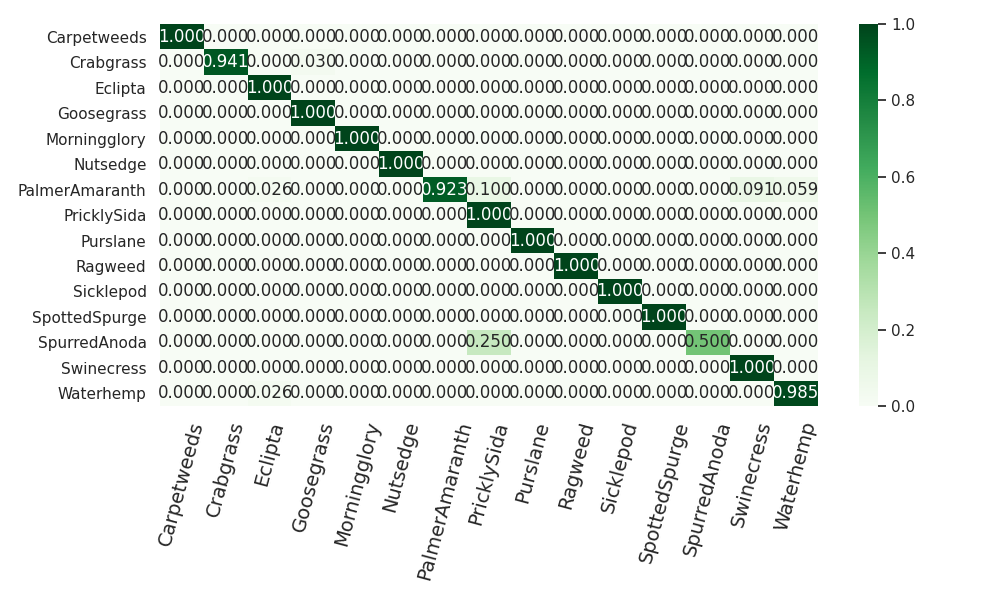 Carpetweeds 1.000 0.000 0.000 0.000 0.000 0.000 0.000 0.000 0.000 0.000 0.000 0.000 0.000 0.000 0.000
Crabgrass 0.000 0.941 0.000 0.030 0.000 0.000 0.000 0.000 0.000 0.000 0.000 0.000 0.000 0.000 0.000
Eclipta 0.000 0.000 1.000 0.000 0.000 0.000 0.000 0.000 0.000 0.000 0.000 0.000 0.000 0.000 0.000
Goosegrass 0.000 0.000 0.000 1.000 0.000 0.000 0.000 0.000 0.000 0.000 0.000 0.000 0.000 0.000 0.000
Morningglory 0.000 0.000 0.000 0.000 1.000 0.000 0.000 0.000 0.000 0.000 0.000 0.000 0.000 0.000 0.000
Nutsedge 0.000 0.000 0.000 0.000 0.000 1.000 0.000 0.000 0.000 0.000 0.000 0.000 0.000 0.000 0.000
PalmerAmaranth 0.000 0.000 0.026 0.000 0.000 0.000 0.923 0.100 0.000 0.000 0.000 0.000 0.000 0.091 0.059
PricklySida 0.000 0.000 0.000 0.000 0.000 0.000 0.000 1.000 0.000 0.000 0.000 0.000 0.000 0.000 0.000
Purslane 0.000 0.000 0.000 0.000 0.000 0.000 0.000 0.000 1.000 0.000 0.000 0.000 0.000 0.000 0.000
Ragweed 0.000 0.000 0.000 0.000 0.000 0.000 0.000 0.000 0.000 1.000 0.000 0.000 0.000 0.000 0.000
Sicklepod 0.000 0.000 0.000 0.000 0.000 0.000 0.000 0.000 0.000 0.000 1.000 0.000 0.000 0.000 0.000
SpottedSpurge 0.000 0.000 0.000 0.000 0.000 0.000 0.000 0.000 0.000 0.000 0.000 1.000 0.000 0.000 0.000
SpurredAnoda 0.000 0.000 0.000 0.000 0.000 0.000 0.000 0.250 0.000 0.000 0.000 0.000 0.500 0.000 0.000
Swinecress 0.000 0.000 0.000 0.000 0.000 0.000 0.000 0.000 0.000 0.000 0.000 0.000 0.000 1.000 0.000
Waterhemp 0.000 0.000 0.026 0.000 0.000 0.000 0.000 0.000 0.000 0.000 0.000 0.000 0.000 0.000 0.985
Carpetweeds
Crabgrass
Eclipta
Goosegrass
Morningglory
Nutsedge
PalmerAmaranth
PricklySida
Purslane
Ragweed
Sicklepod
SpottedSpurge
SpurredAnoda
Swinecress
Waterhemp
1.0
0.8
0.6
0.4
0.2
0.0